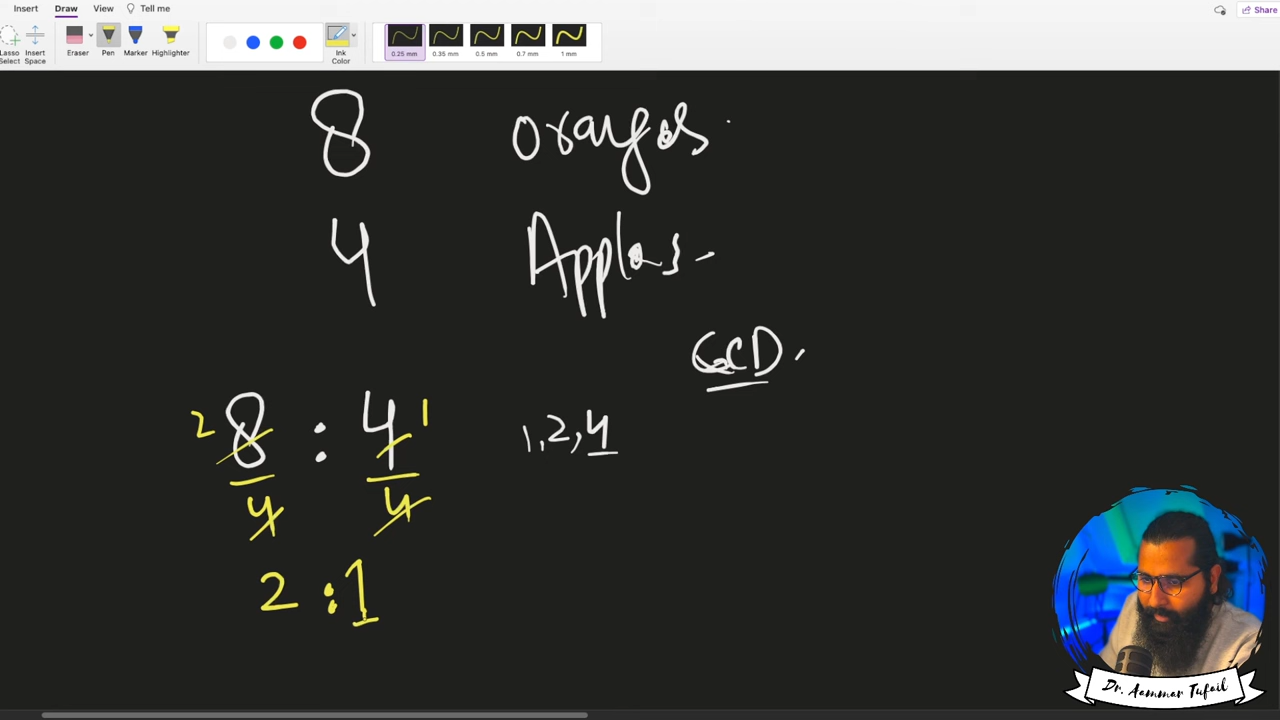 Insert Draw View Tell me
Share
Lasso Select
Insert Space
Eraser
Pen
Marker
Highlighter
Ink Color
0.25 mm
0.35 mm
0.5 mm
0.7 mm
1 mm
8 oranges.
4 Apples.
GCD.
2 8 : 4 1
1, 2, 4
4 4
2 : 1
Dr. Aammar Tufail